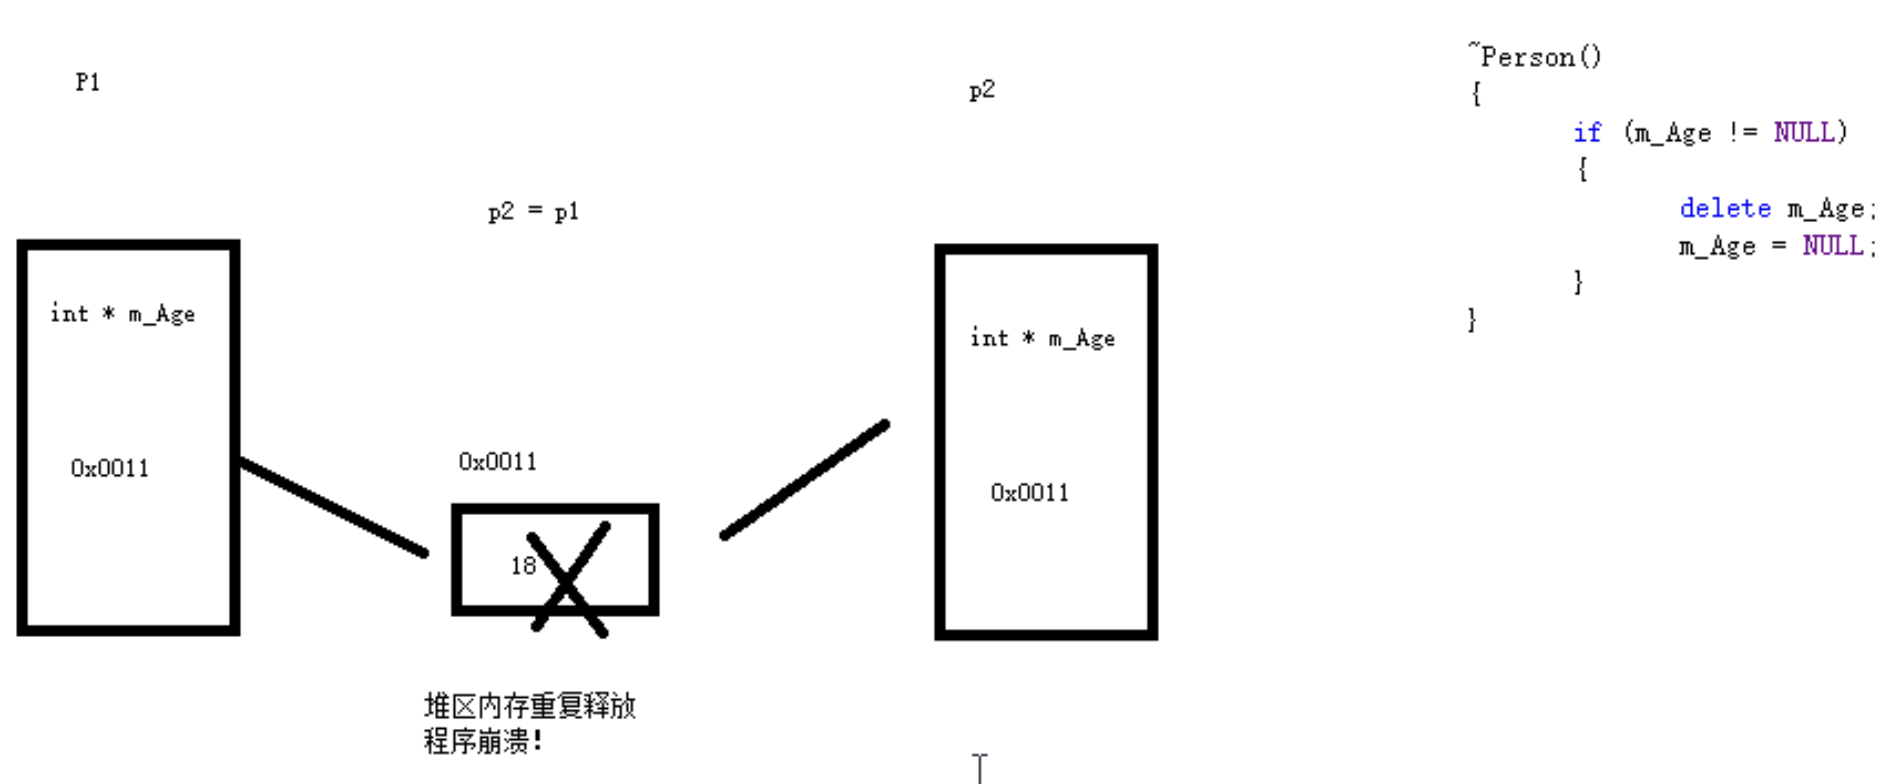 P1
p2
p2 = p1
int * m_Age
0x0011
0x0011
18
int * m_Age
0x0011
堆区内存重复释放
程序崩溃!
~Person()
{
if (m_Age != NULL)
{
delete m_Age;
m_Age = NULL;
}
}